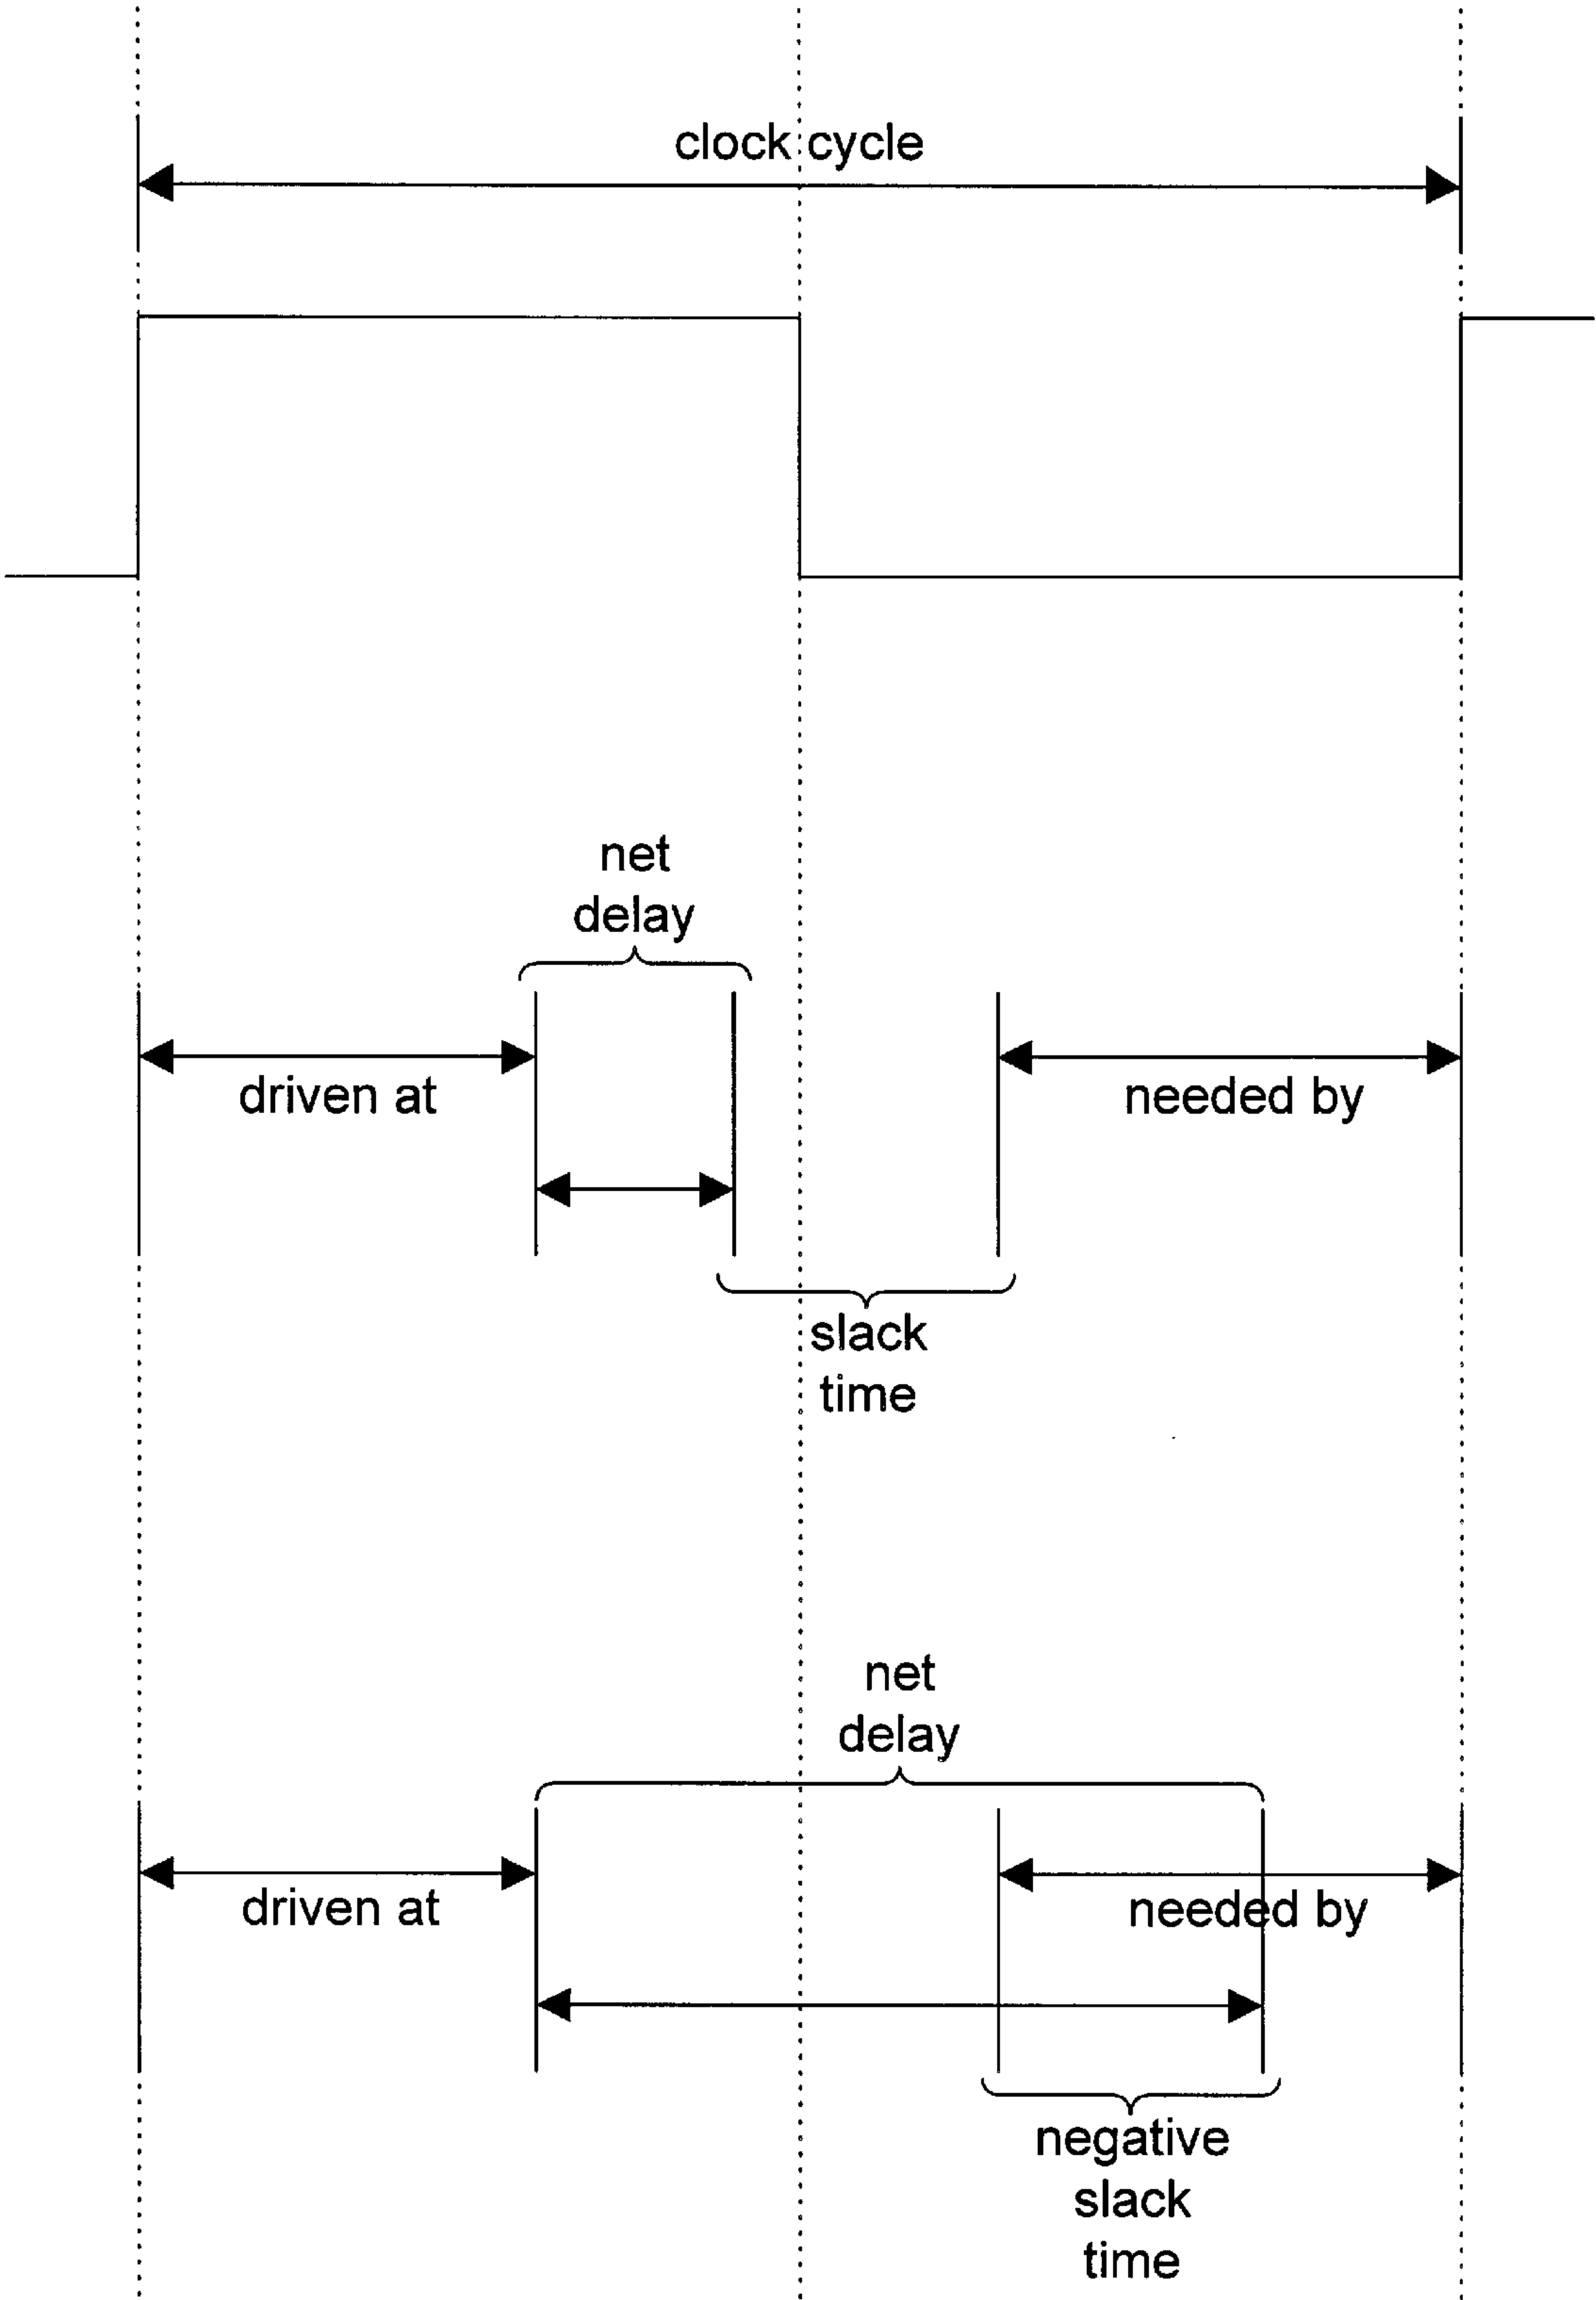 clock cycle
net
delay
driven at
needed by
slack
time
net
delay
driven at
needed by
negative
slack
time